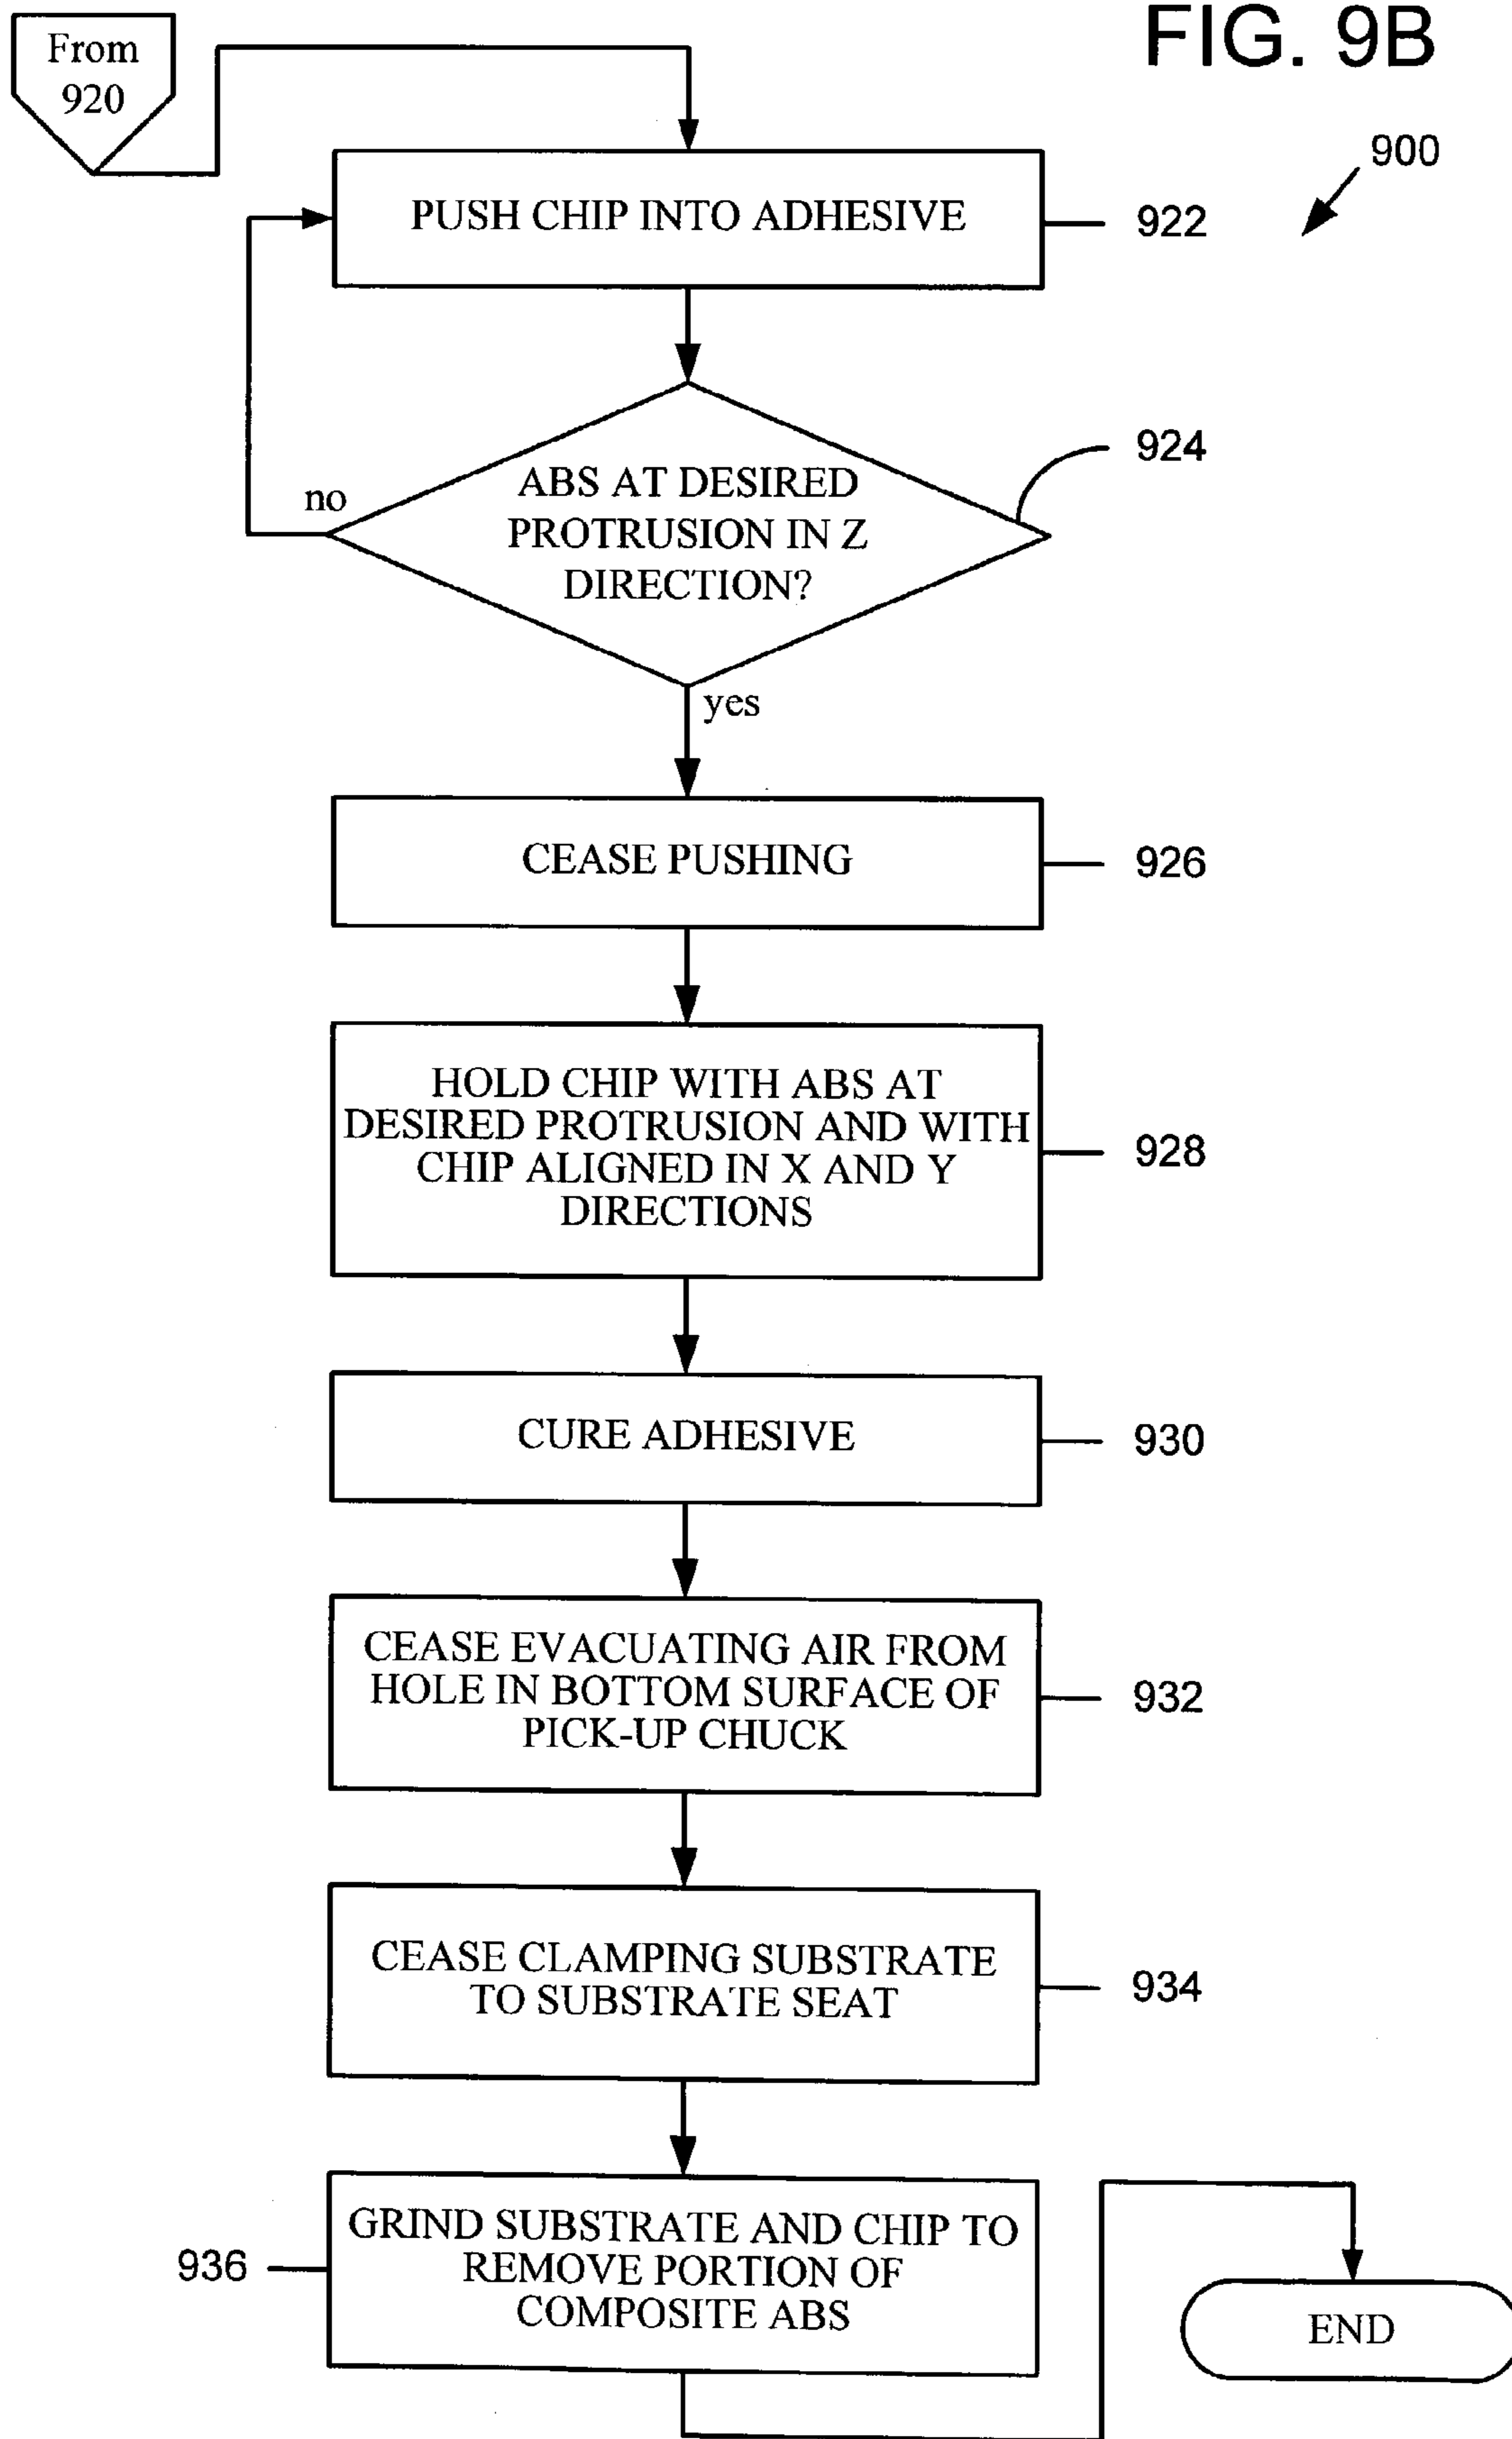 FIG. 9B
From
920
900
PUSH CHIP INTO ADHESIVE
922
ABS AT DESIRED
PROTRUSION IN Z
DIRECTION?
924
no
yes
CEASE PUSHING
926
HOLD CHIP WITH ABS AT
DESIRED PROTRUSION AND WITH
CHIP ALIGNED IN X AND Y
DIRECTIONS
928
CURE ADHESIVE
930
CEASE EVACUATING AIR FROM
HOLE IN BOTTOM SURFACE OF
PICK-UP CHUCK
932
CEASE CLAMPING SUBSTRATE
TO SUBSTRATE SEAT
934
GRIND SUBSTRATE AND CHIP TO
REMOVE PORTION OF
COMPOSITE ABS
936
END